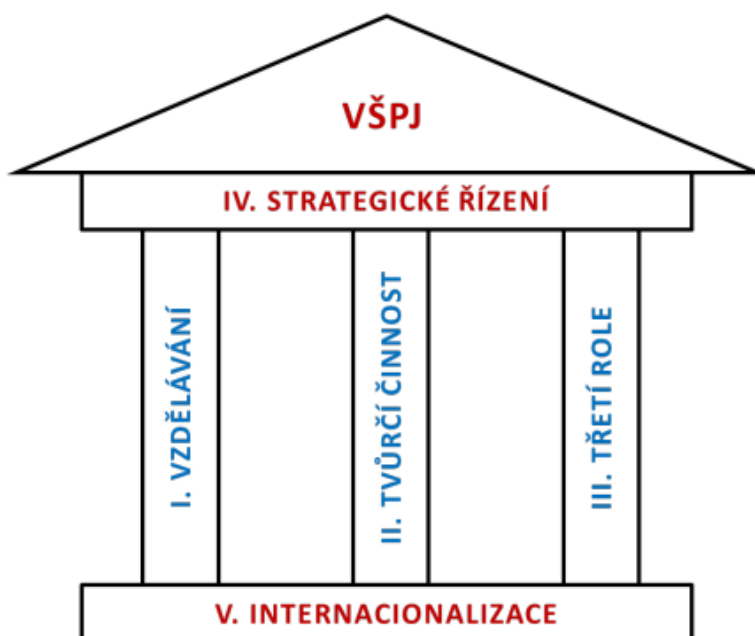 VŠPJ
IV. STRATEGICKÉ ŘÍZENÍ
I. VZDĚLÁVÁNÍ
II. TVŮRČÍ ČINNOST
III. TŘETÍ ROLE
V. INTERNACIONALIZACE